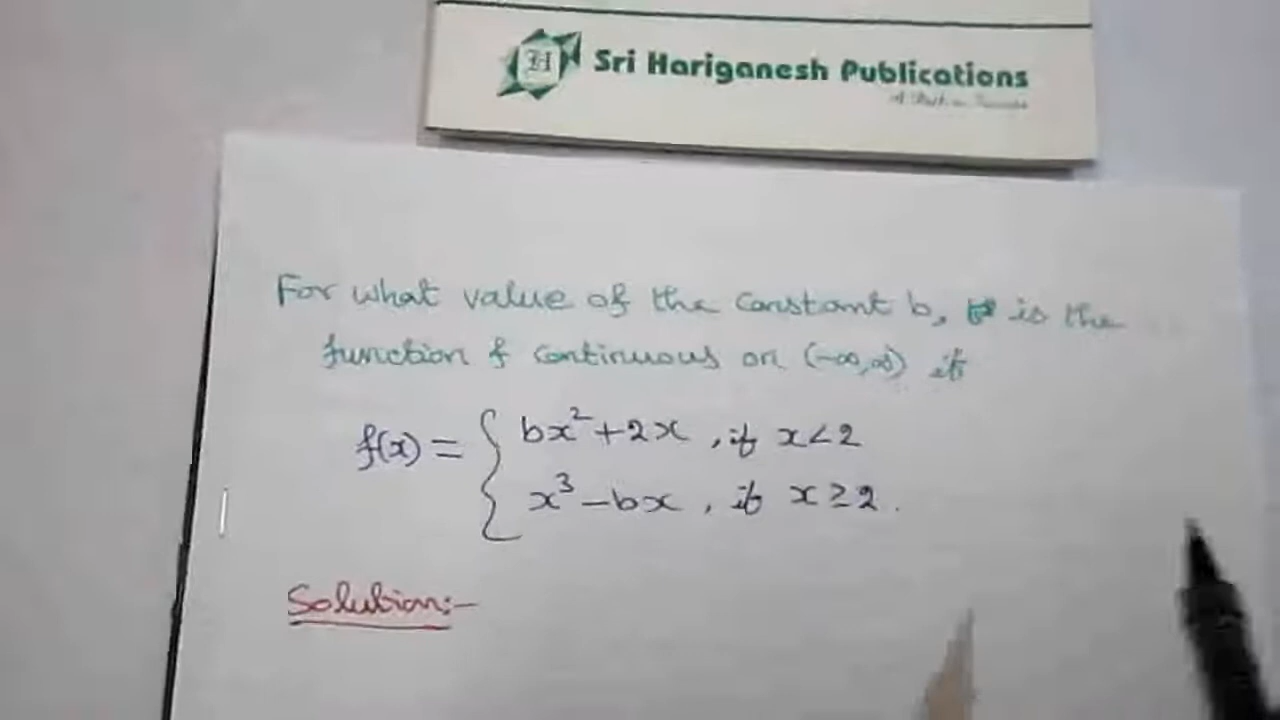 H Sri Hariganesh Publications
For what value of the constant b, is the
function f continuous on (-∞,∞) if
f(x) = { bx²+2x , if x<2
x³-bx , if x≥2.
Solution:-